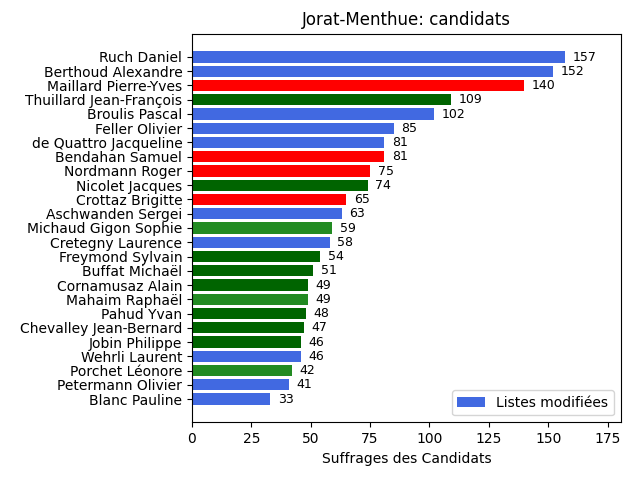 Jorat-Menthue: candidats
Ruch Daniel 157
Berthoud Alexandre 152
Maillard Pierre-Yves 140
Thuillard Jean-François 109
Broulis Pascal 102
Feller Olivier 85
de Quattro Jacqueline 81
Bendahan Samuel 81
Nordmann Roger 75
Nicolet Jacques 74
Crottaz Brigitte 65
Aschwanden Sergei 63
Michaud Gigon Sophie 59
Cretegny Laurence 58
Freymond Sylvain 54
Buffat Michaël 51
Cornamusaz Alain 49
Mahaim Raphaël 49
Pahud Yvan 48
Chevalley Jean-Bernard 47
Jobin Philippe 46
Wehrli Laurent 46
Porchet Léonore 42
Petermann Olivier 41
Blanc Pauline 33
Listes modifiées
0 25 50 75 100 125 150 175
Suffrages des Candidats